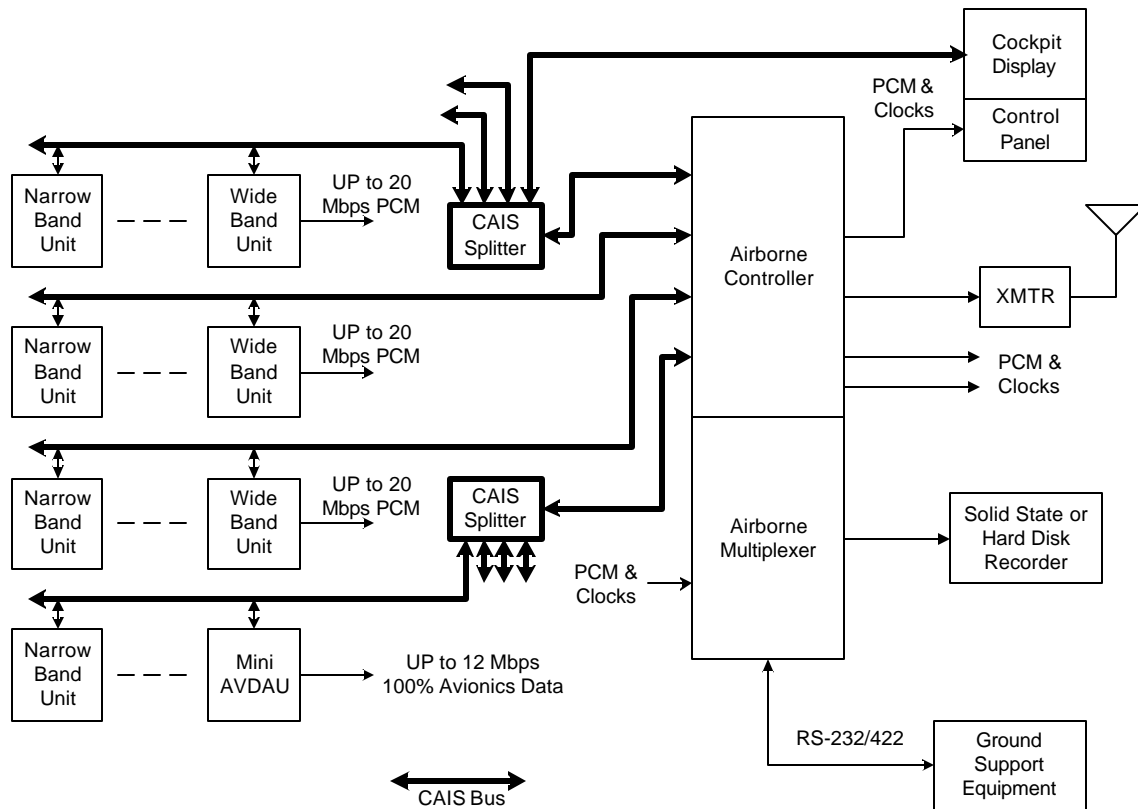 Cockpit
Display
PCM &
Clocks
Control
Panel
Narrow
Band
Unit
Wide
Band
Unit
UP to 20
Mbps PCM
CAIS
Splitter
Airborne
Controller
XMTR
Narrow
Band
Unit
Wide
Band
Unit
UP to 20
Mbps PCM
PCM &
Clocks
Narrow
Band
Unit
Wide
Band
Unit
UP to 20
Mbps PCM
CAIS
Splitter
Airborne
Multiplexer
Solid State or
Hard Disk
Recorder
PCM &
Clocks
Narrow
Band
Unit
Mini
AVDAU
UP to 12 Mbps
100% Avionics Data
RS-232/422
Ground
Support
Equipment
CAIS Bus